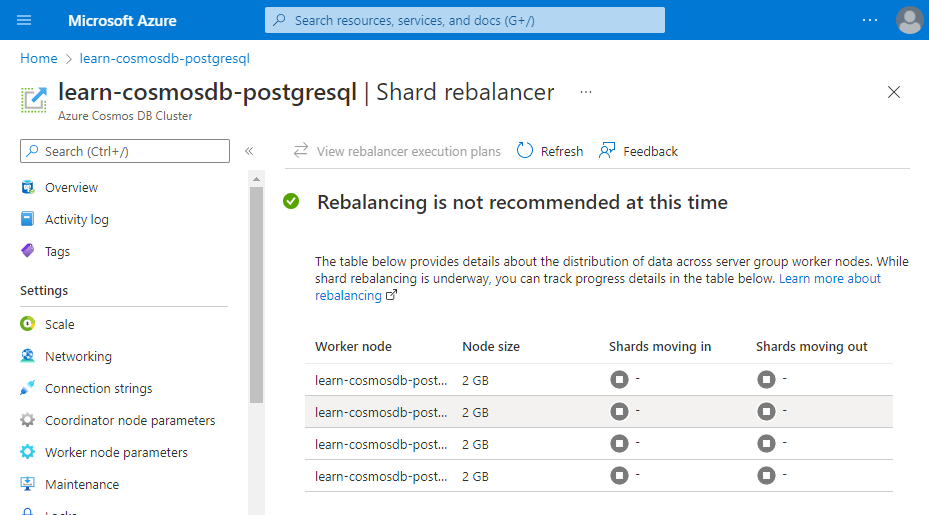 Microsoft Azure
Search resources, services, and docs (G+/)
Home > learn-cosmosdb-postgresql
learn-cosmosdb-postgresql | Shard rebalancer ...
Azure Cosmos DB Cluster
Search (Ctrl+/)
«
Overview
Activity log
Tags
Settings
Scale
Networking
Connection strings
Coordinator node parameters
Worker node parameters
Maintenance
Locks
View rebalancer execution plans Refresh Feedback
Rebalancing is not recommended at this time
The table below provides details about the distribution of data across server group worker nodes. While
shard rebalancing is underway, you can track progress details in the table below. Learn more about
rebalancing
Worker node Node size Shards moving in Shards moving out
learn-cosmosdb-post... 2 GB - -
learn-cosmosdb-post... 2 GB - -
learn-cosmosdb-post... 2 GB - -
learn-cosmosdb-post... 2 GB - -